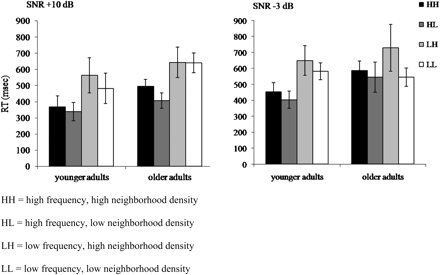 SNR +10 dB
RT (msec)
900
800
700
600
500
400
300
200
100
0
younger adults older adults
SNR -3 dB
900
800
700
600
500
400
300
200
100
0
younger adults older adults
HH
HL
LH
LL
HH = high frequency, high neighborhood density
HL = high frequency, low neighborhood density
LH = low frequency, high neighborhood density
LL = low frequency, low neighborhood density